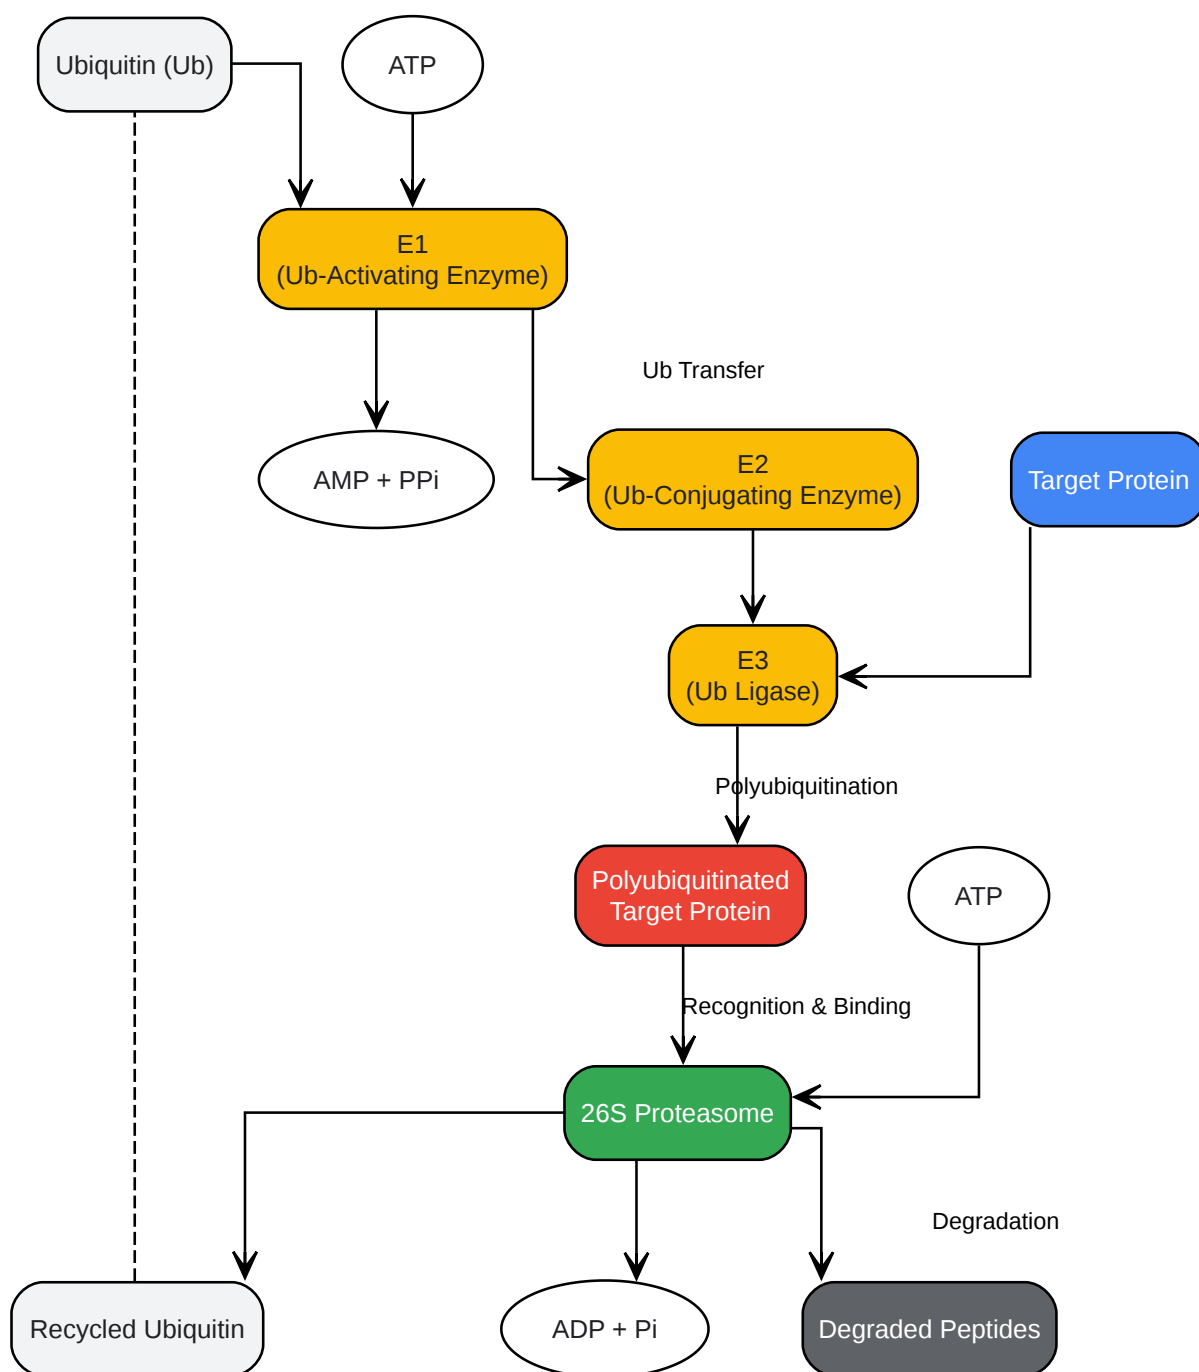 Ubiquitin (Ub)
ATP
E1
(Ub-Activating Enzyme)
Ub Transfer
AMP + PPi
E2
(Ub-Conjugating Enzyme)
Target Protein
E3
(Ub Ligase)
Polyubiquitination
Polyubiquitinated
Target Protein
ATP
Recognition & Binding
26S Proteasome
Degradation
Recycled Ubiquitin
ADP + Pi
Degraded Peptides